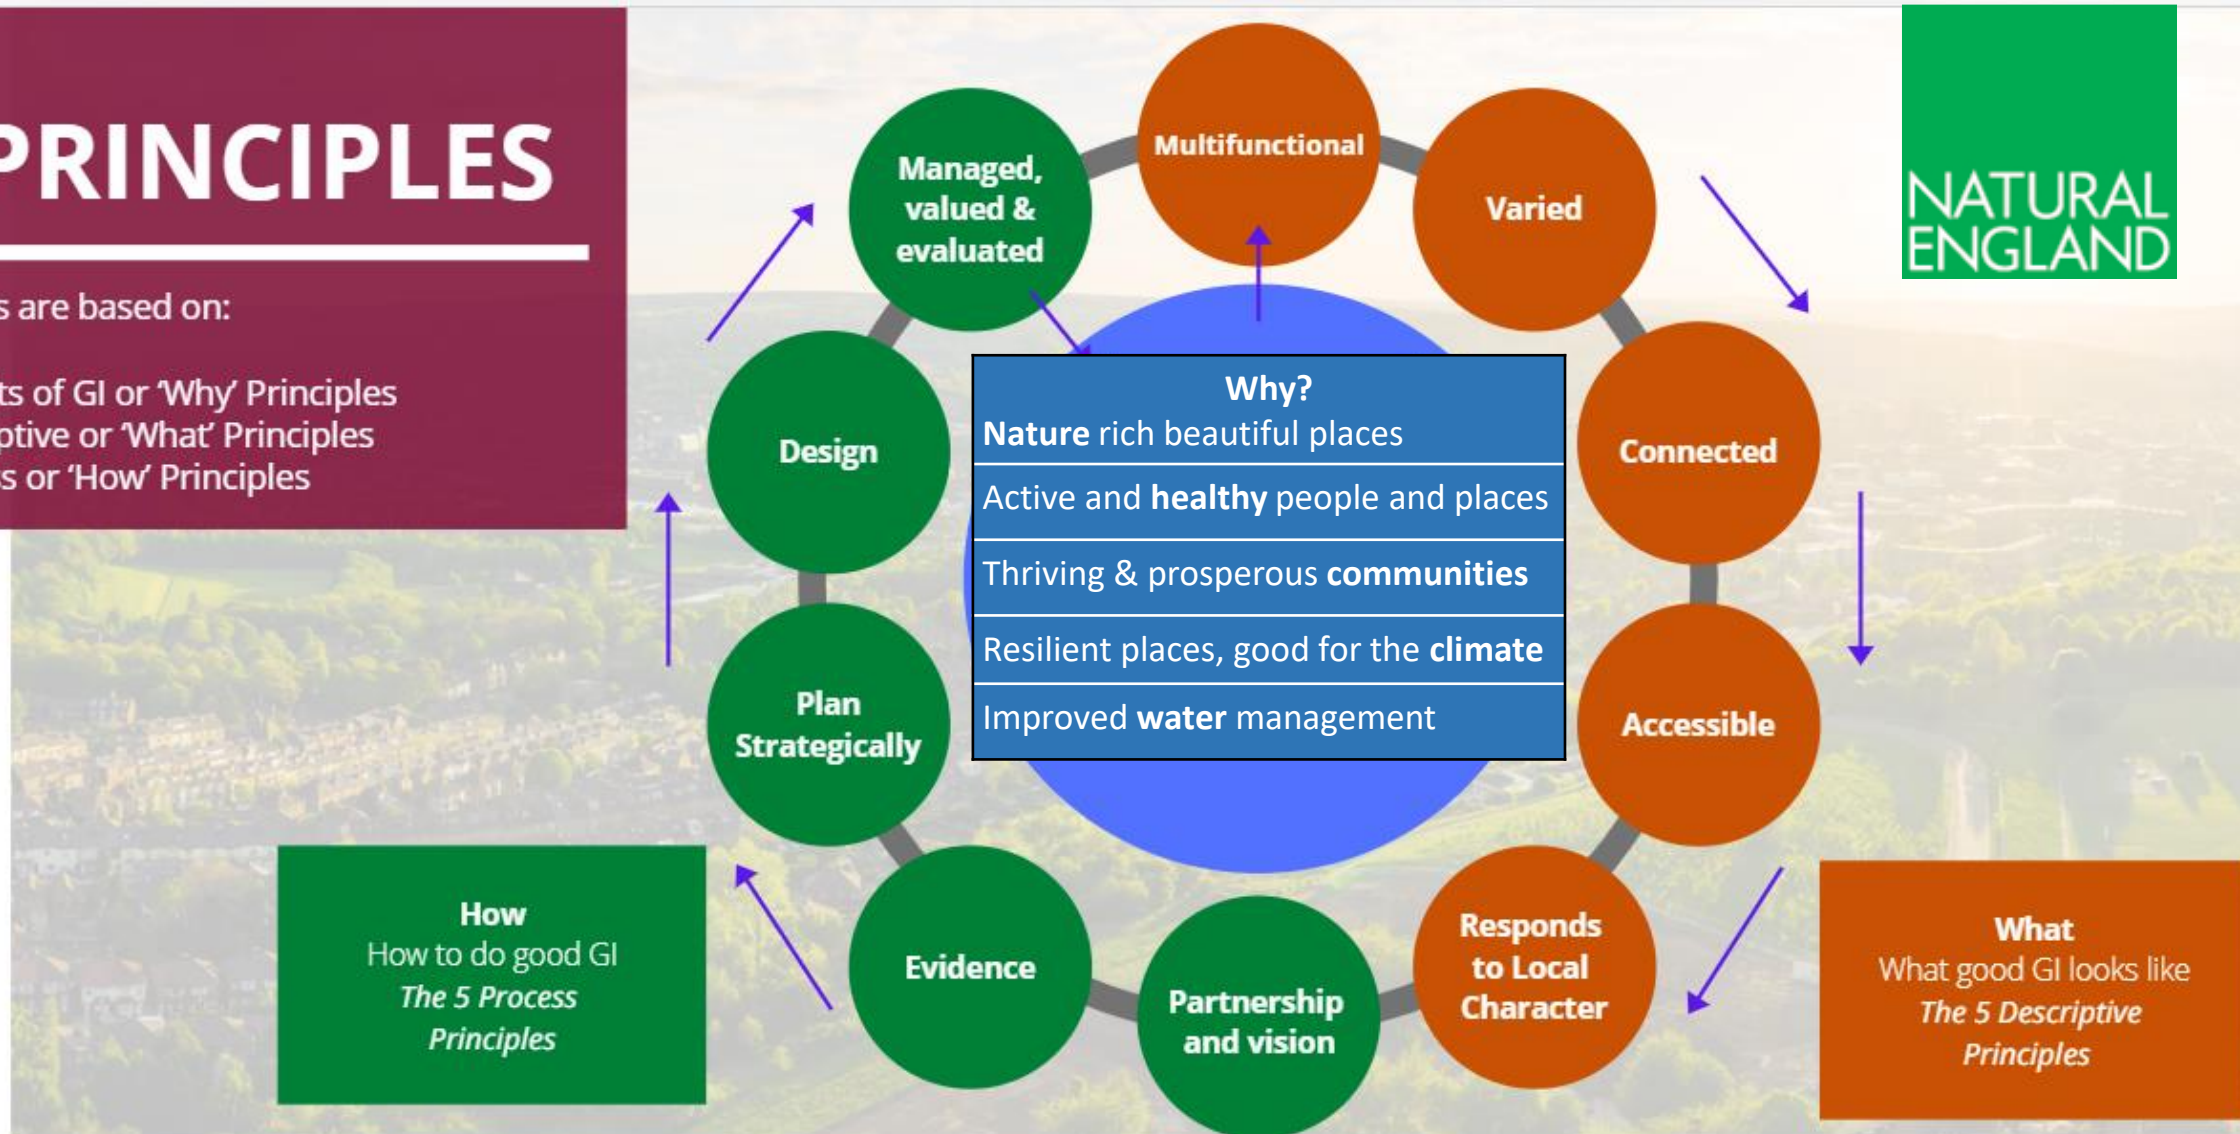 PRINCIPLES
are based on:
of GI or ‘Why’ Principles
or ‘What’ Principles
or ‘How’ Principles
Managed,
valued &
evaluated
Multifunctional
Varied
NATURAL
ENGLAND
Design
Connected
Why?
Nature rich beautiful places
Active and healthy people and places
Thriving & prosperous communities
Resilient places, good for the climate
Improved water management
Plan
Strategically
Accessible
Evidence
Partnership
and vision
Responds
to Local
Character
How
How to do good GI
The 5 Process
Principles
What
What good GI looks like
The 5 Descriptive
Principles